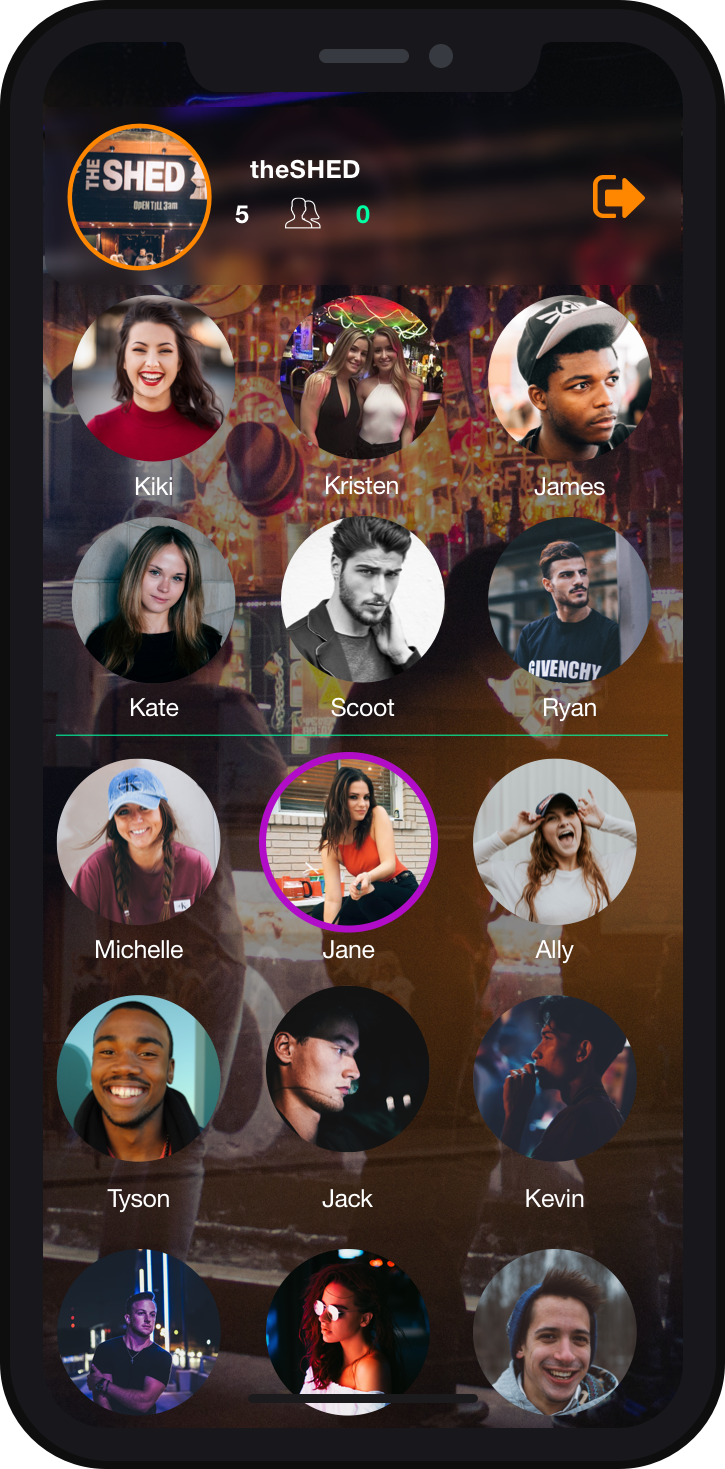 THE SHED
OpEN TiLL 3am
theSHED
5 0
Kiki Kristen James
GIVENCHY
Kate Scoot Ryan
Michelle Jane Ally
Tyson Jack Kevin